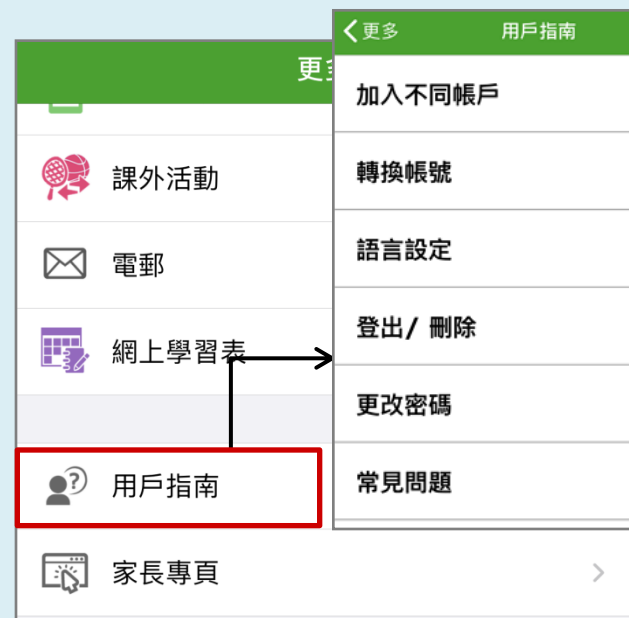 更
課外活動
電郵
網上學習表
用戶指南
?
家長專頁
更多
用戶指南
加入不同帳戶
轉換帳號
語言設定
登出/ 刪除
更改密碼
常見問題